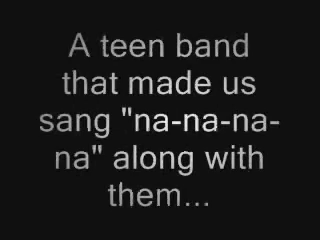 A teen band
that made us
sang "na-na-na-
na" along with
them...